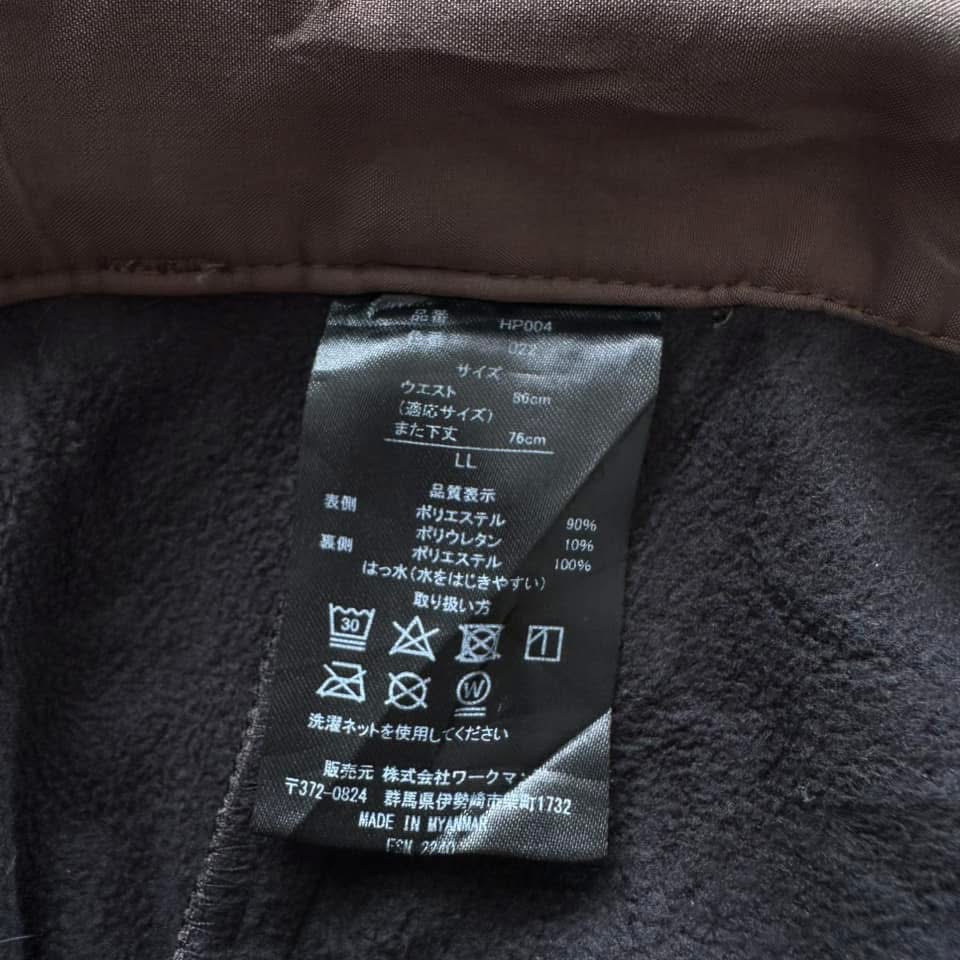 品番 HP004
022
サイズ
ウエスト 86cm
(適応サイズ)
また下丈 76cm
LL
品質表示
表側 ポリエステル 90%
ポリウレタン 10%
裏側 ポリエステル 100%
はっ水(水をはじきやすい)
取り扱い方
30
W
洗濯ネットを使用してください
販売元 株式会社ワークマン
〒372-0824 群馬県伊勢崎市柴町1732
MADE IN MYANMAR